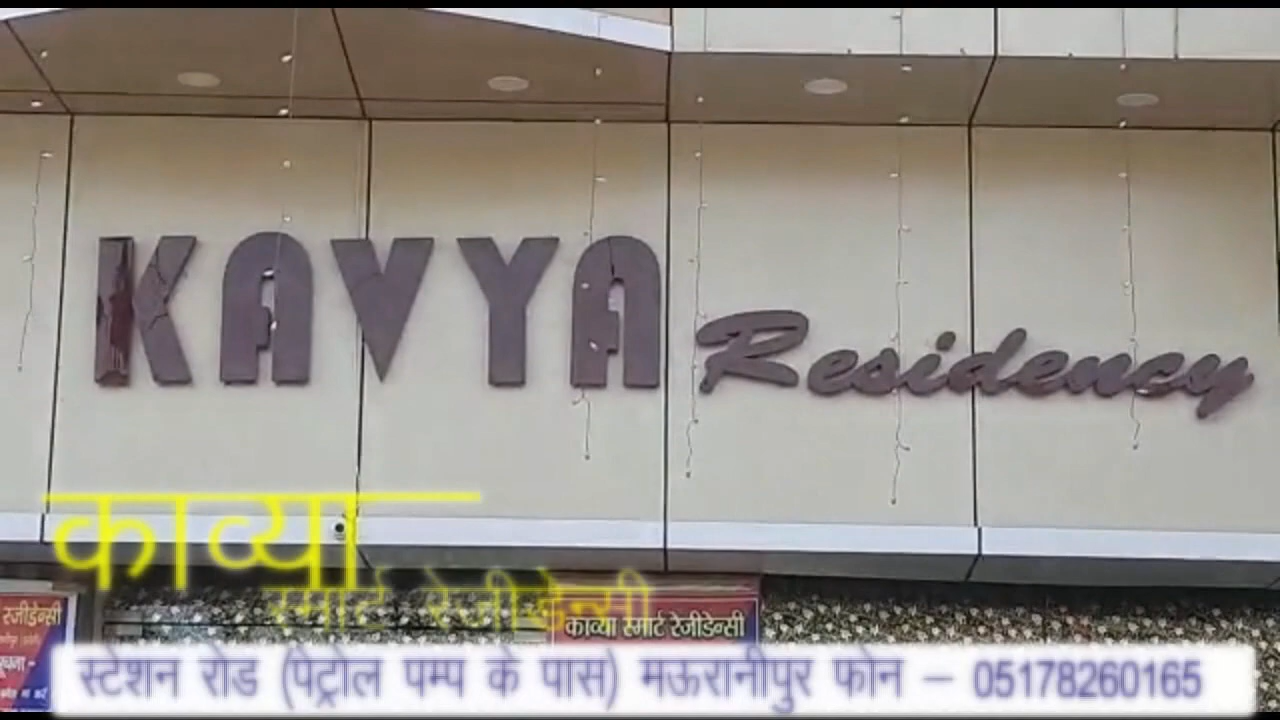 KAVYA Residency
काव्या
स्मार्ट रेजीडेन्सी
रजीडेन्सी
काव्या स्मार्ट रेजीडेन्सी
स्टेशन रोड (पेट्रोल पम्प के पास) मऊरानीपुर फोन – 05178260165